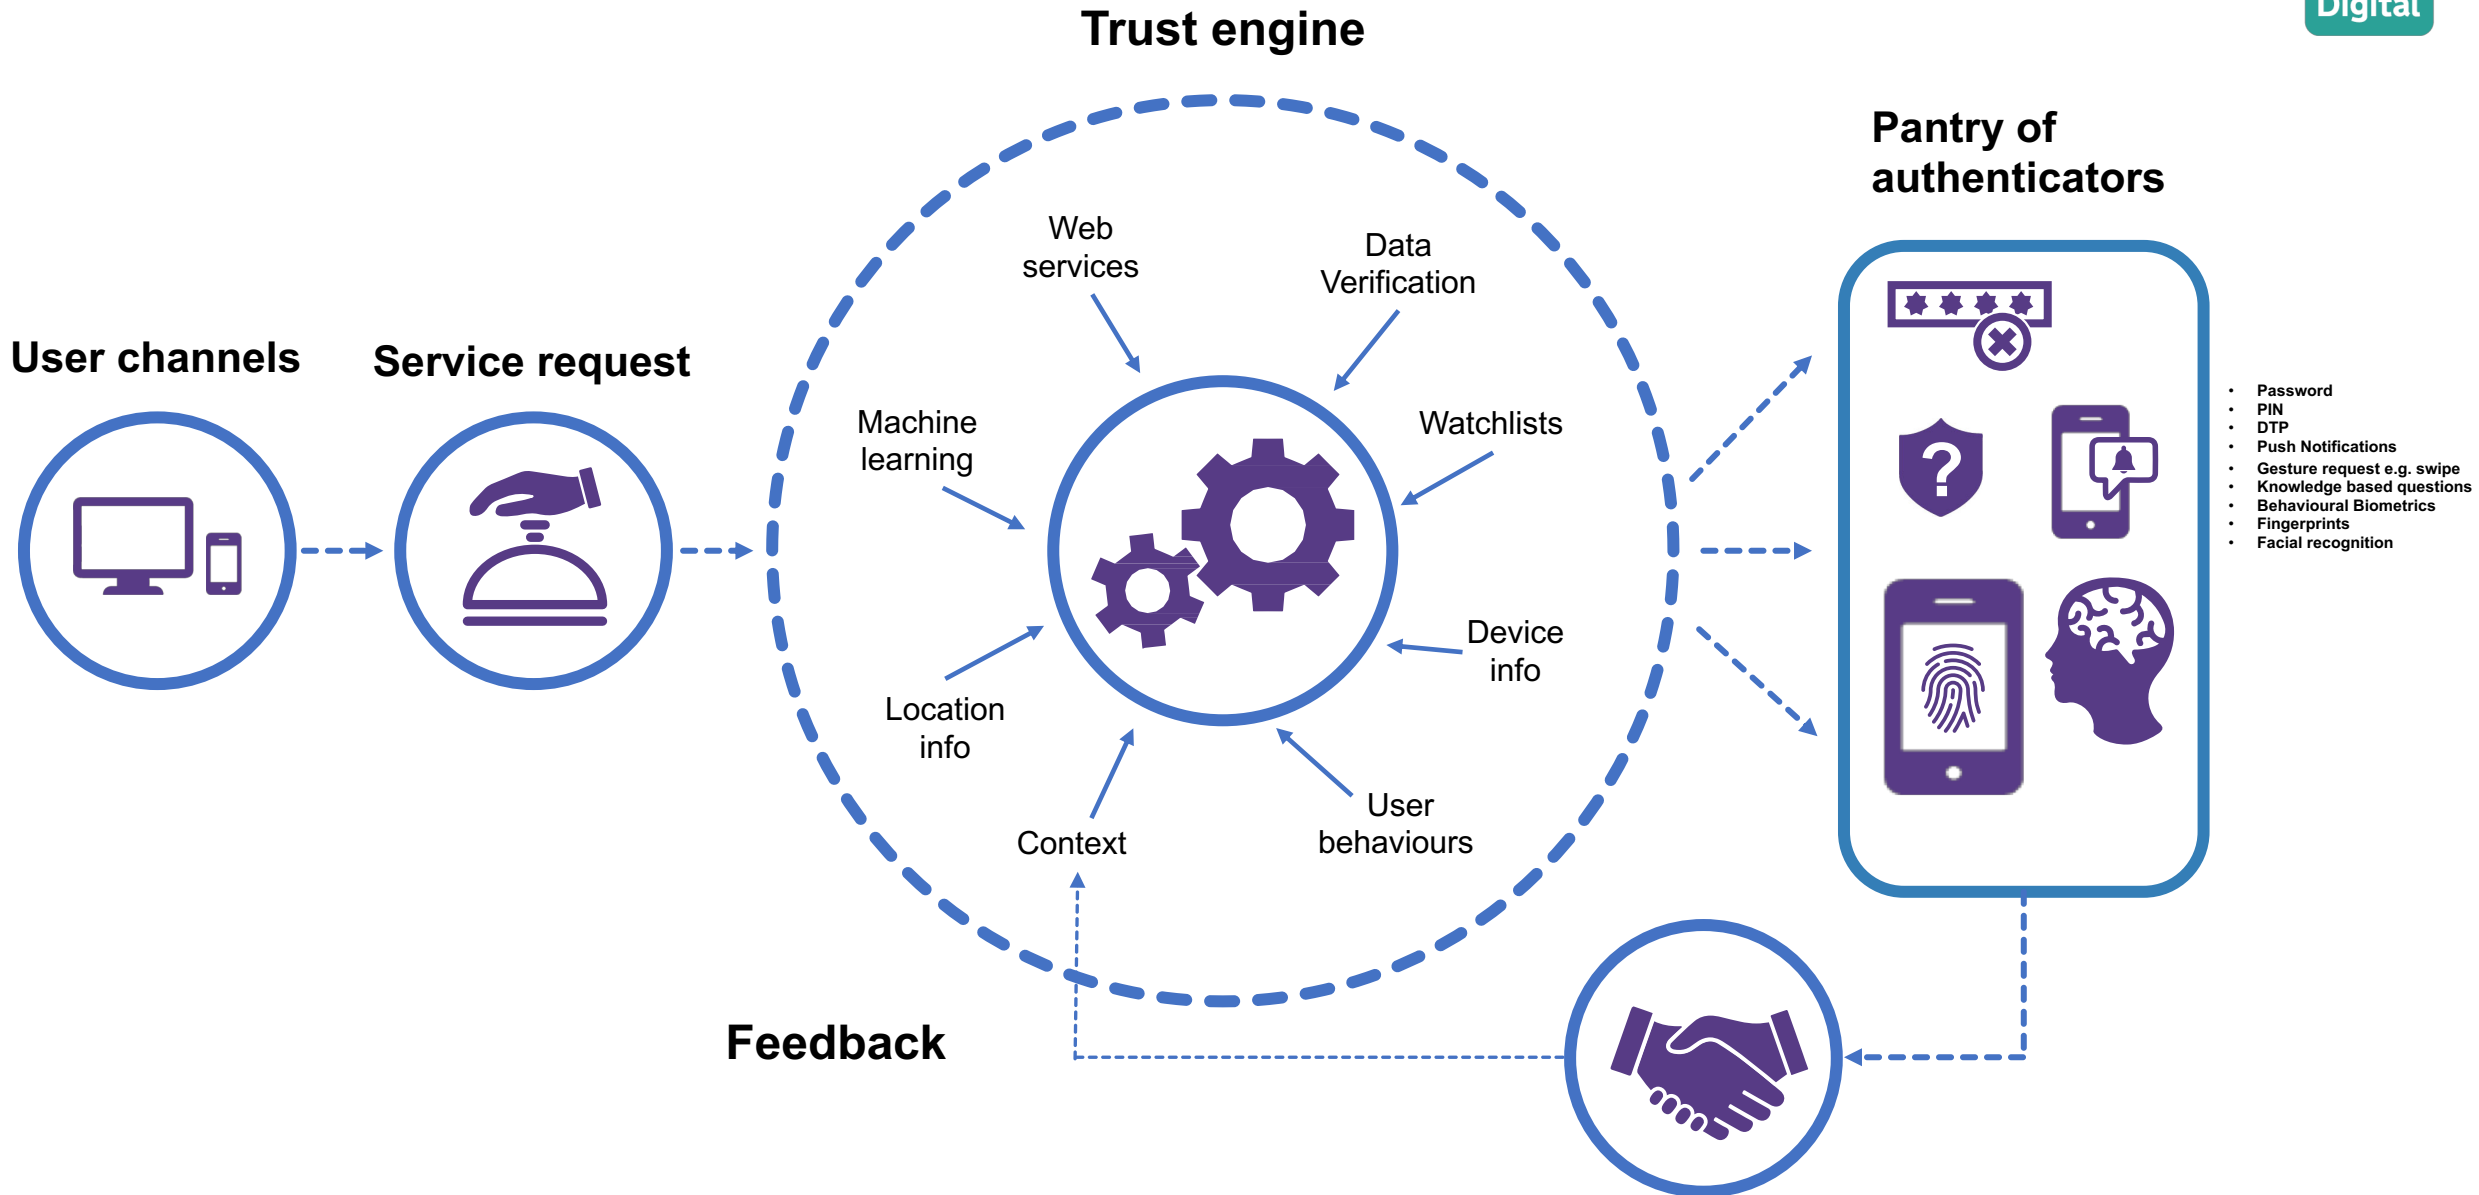 Digital
Trust engine
Pantry of
authenticators
Web
services
Data
Verification
User channels
Service request
Machine
learning
Watchlists
• Password
• PIN
• DTP
• Push Notifications
• Gesture request e.g. swipe
• Knowledge based questions
• Behavioural Biometrics
• Fingerprints
• Facial recognition
Device
info
Location
info
User
behaviours
Context
Feedback